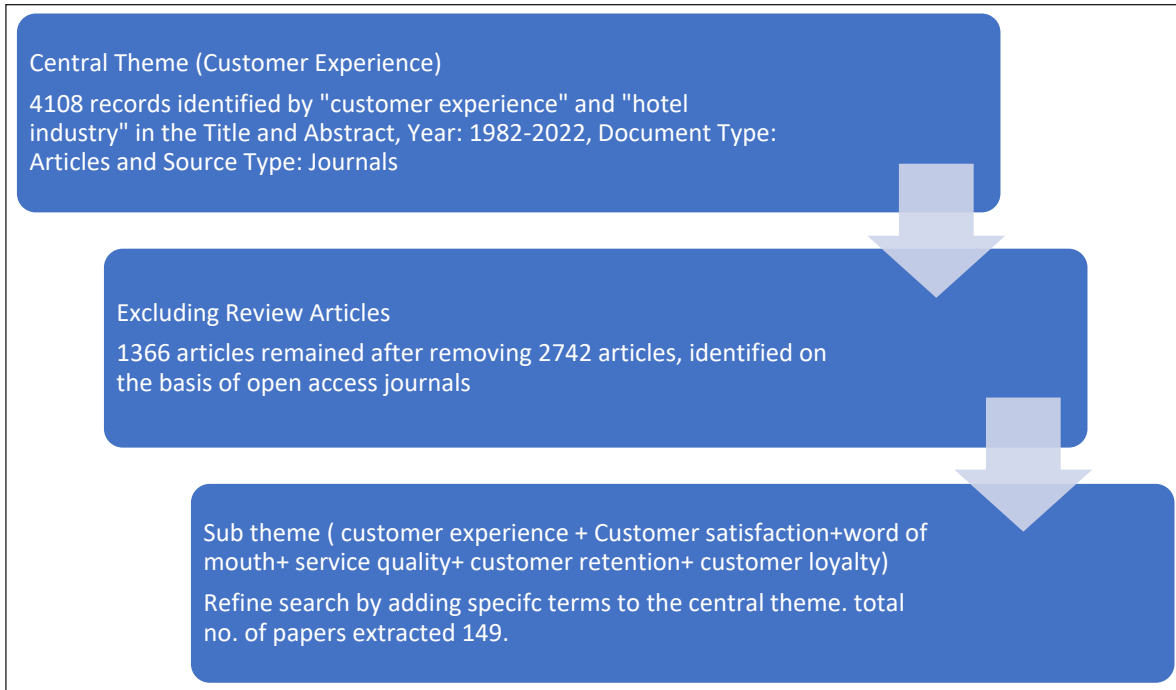 Central Theme (Customer Experience)
4108 records identified by "customer experience" and "hotel
industry" in the Title and Abstract, Year: 1982-2022, Document Type:
Articles and Source Type: Journals
Excluding Review Articles
1366 articles remained after removing 2742 articles, identified on
the basis of open access journals
Sub theme ( customer experience + Customer satisfaction+word of
mouth+ service quality+ customer retention+ customer loyalty)
Refine search by adding specifc terms to the central theme. total
no. of papers extracted 149.